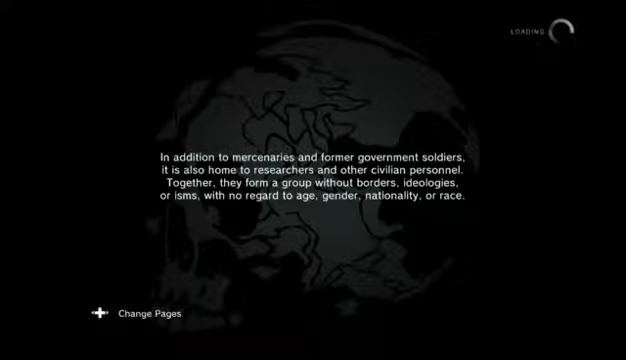 LOADING
In addition to mercenaries and former government soldiers,
it is also home to researchers and other civilian personnel.
Together, they form a group without borders, ideologies,
or isms, with no regard to age, gender, nationality, or race.
Change Pages